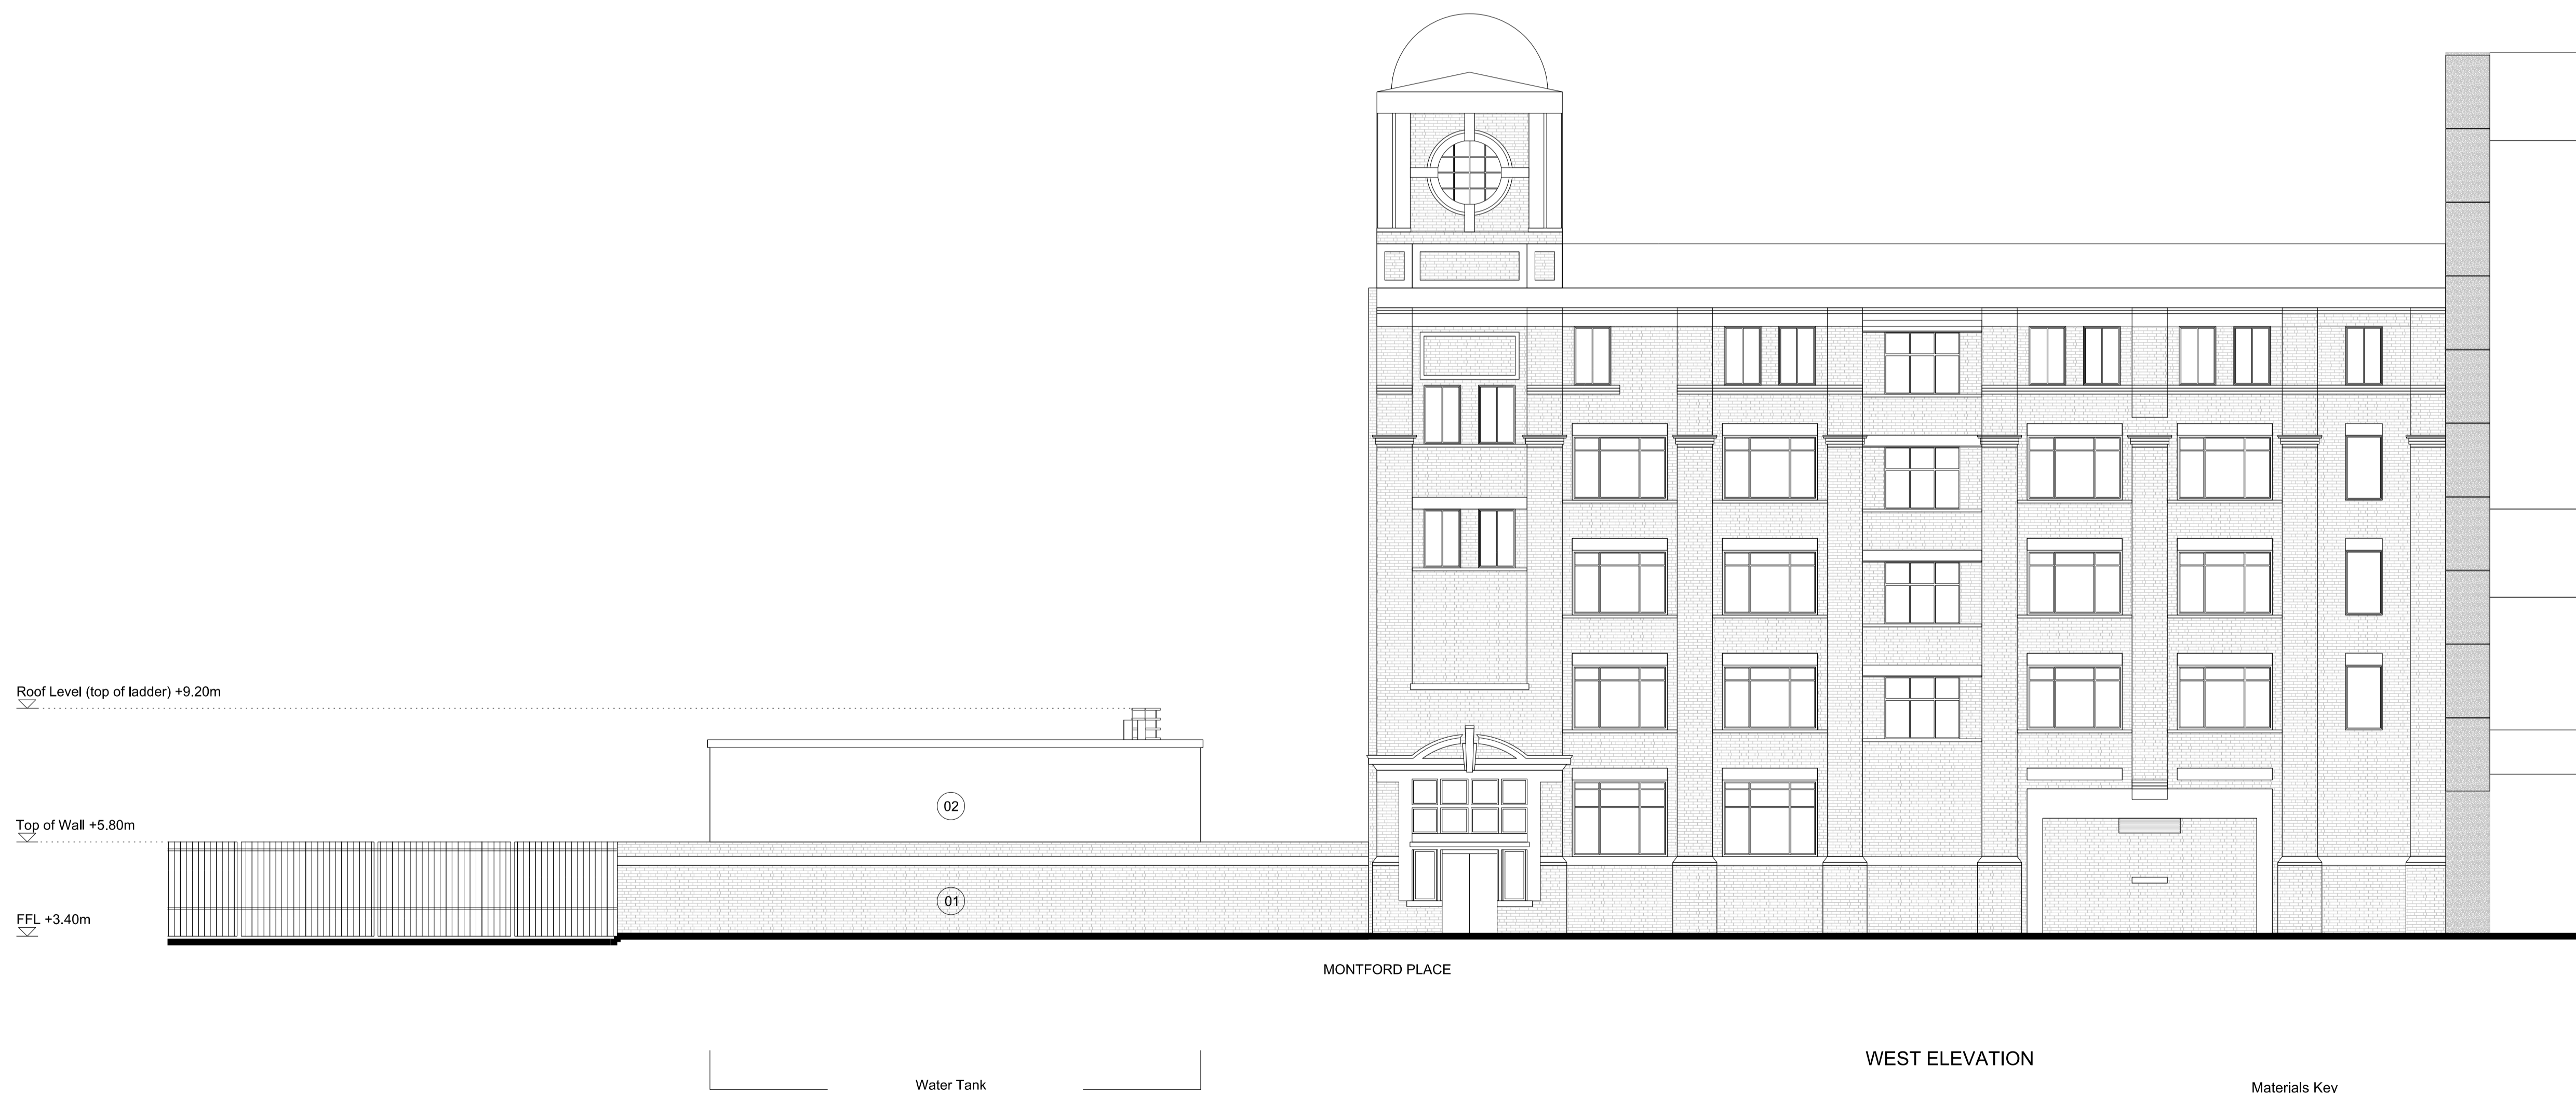 Roof Level (top of ladder) +9.20m
02
Top of Wall +5.80m
01
FFL +3.40m
MONTFORD PLACE
WEST ELEVATION
Water Tank
Materials Key